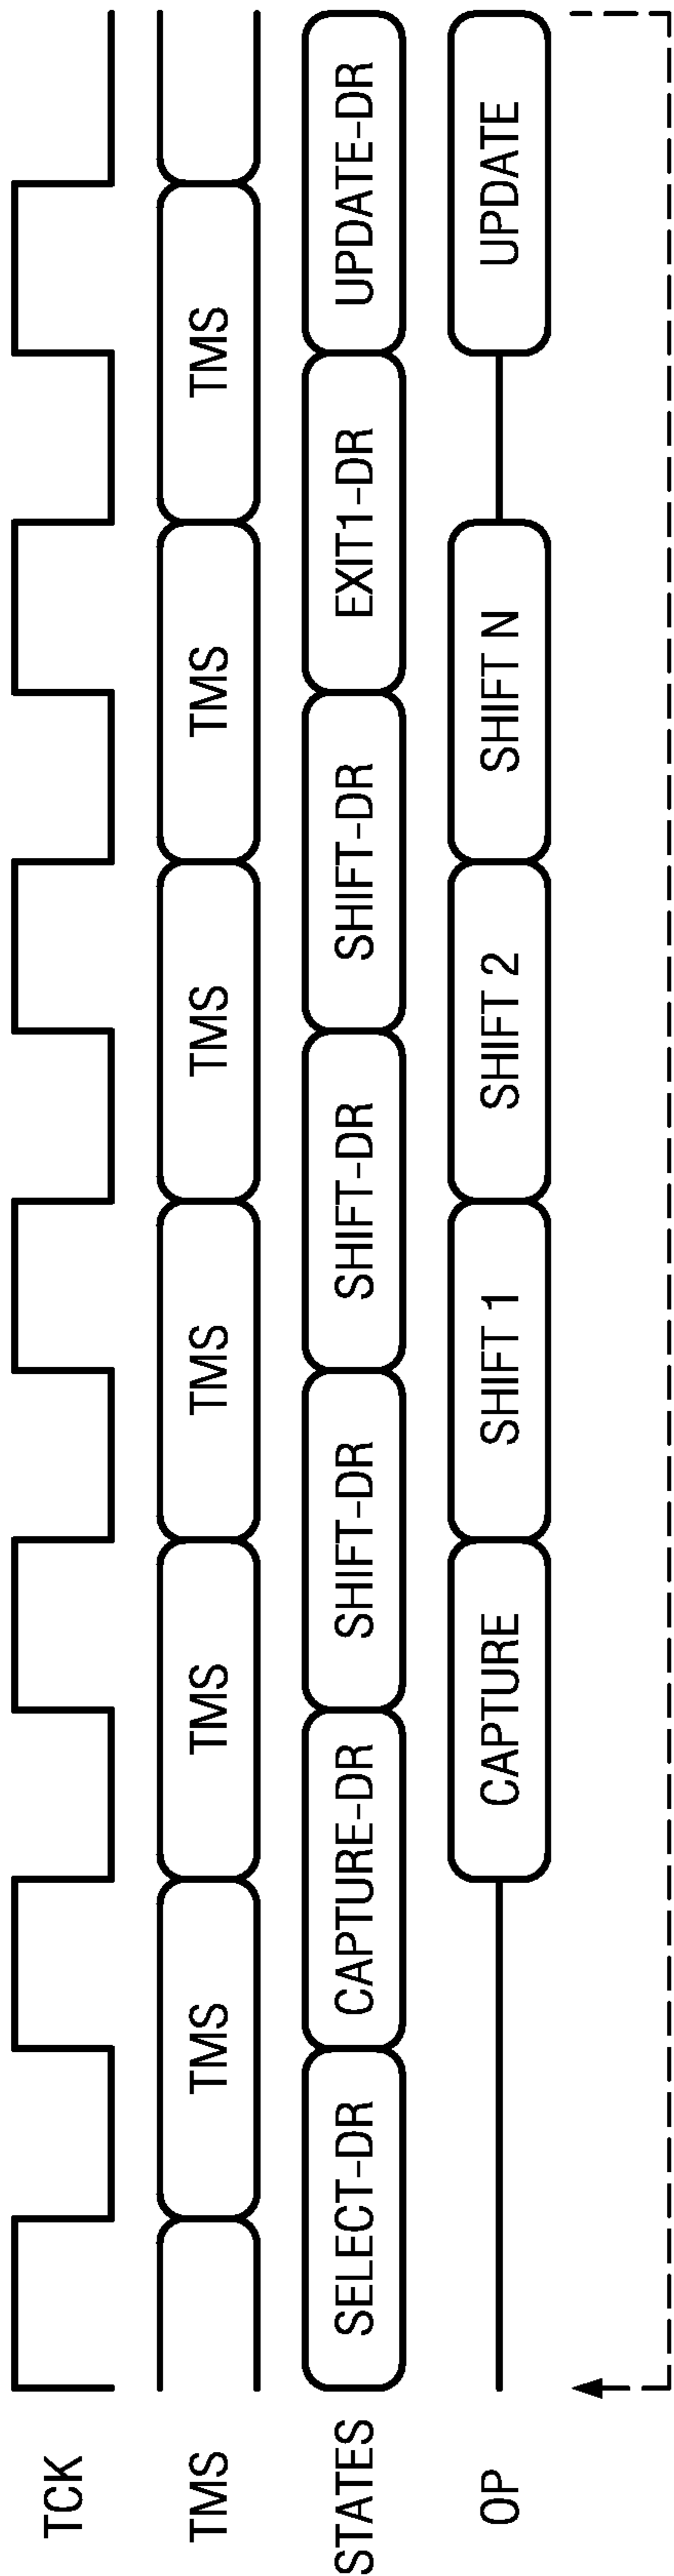 TCK
TMS
TMS
TMS
TMS
TMS
TMS
TMS
STATES
SELECT-DR
CAPTURE-DR
SHIFT-DR
SHIFT-DR
SHIFT-DR
EXIT1-DR
UPDATE-DR
OP
CAPTURE
SHIFT 1
SHIFT 2
SHIFT N
UPDATE